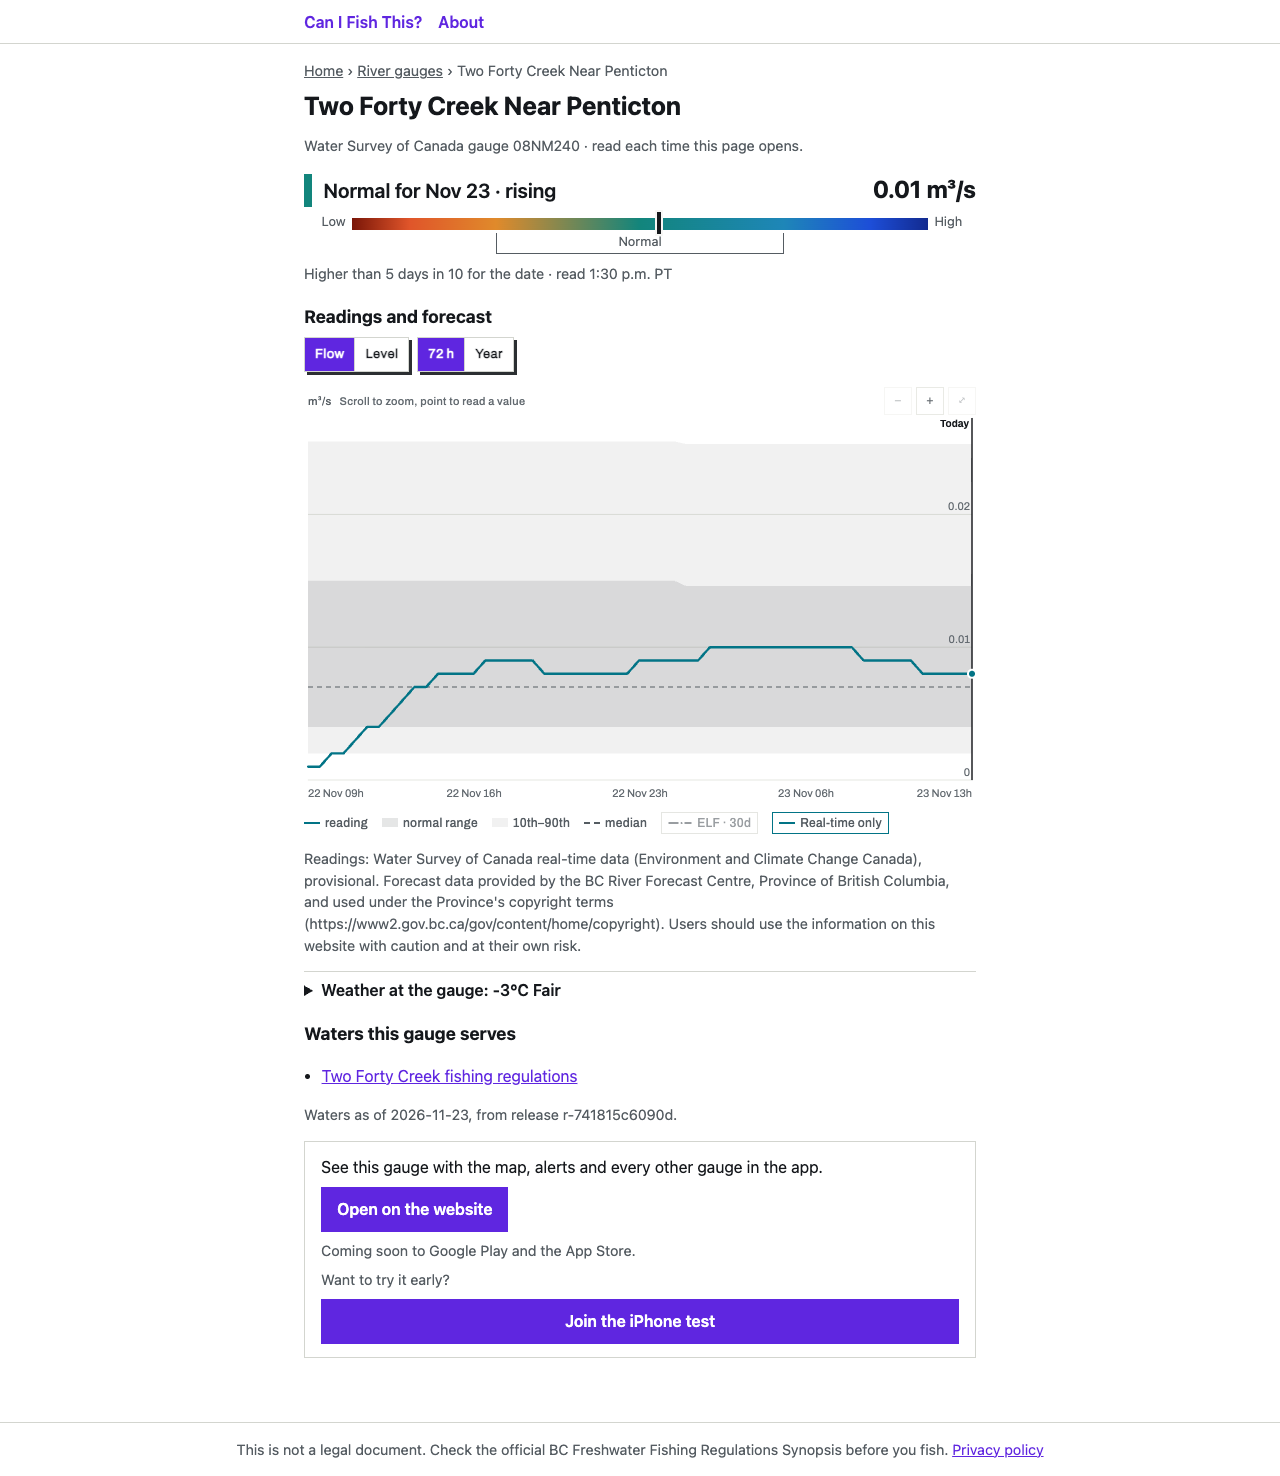 Can I Fish This? About
Home › River gauges › Two Forty Creek Near Penticton
Two Forty Creek Near Penticton
Water Survey of Canada gauge 08NM240 · read each time this page opens.
Normal for Nov 23 · rising 0.01 m³/s
Low High
Normal
Higher than 5 days in 10 for the date · read 1:30 p.m. PT
Readings and forecast
Flow Level 72 h Year
m³/s Scroll to zoom, point to read a value − + ⤢
Today
0.02
0.01
0
22 Nov 09h 22 Nov 16h 22 Nov 23h 23 Nov 06h 23 Nov 13h
reading normal range 10th–90th median ELF · 30d Real-time only
Readings: Water Survey of Canada real-time data (Environment and Climate Change Canada),
provisional. Forecast data provided by the BC River Forecast Centre, Province of British Columbia,
and used under the Province's copyright terms
(https://www2.gov.bc.ca/gov/content/home/copyright). Users should use the information on this
website with caution and at their own risk.
Weather at the gauge: -3°C Fair
Waters this gauge serves
• Two Forty Creek fishing regulations
Waters as of 2026-11-23, from release r-741815c6090d.
See this gauge with the map, alerts and every other gauge in the app.
Open on the website
Coming soon to Google Play and the App Store.
Want to try it early?
Join the iPhone test
This is not a legal document. Check the official BC Freshwater Fishing Regulations Synopsis before you fish. Privacy policy